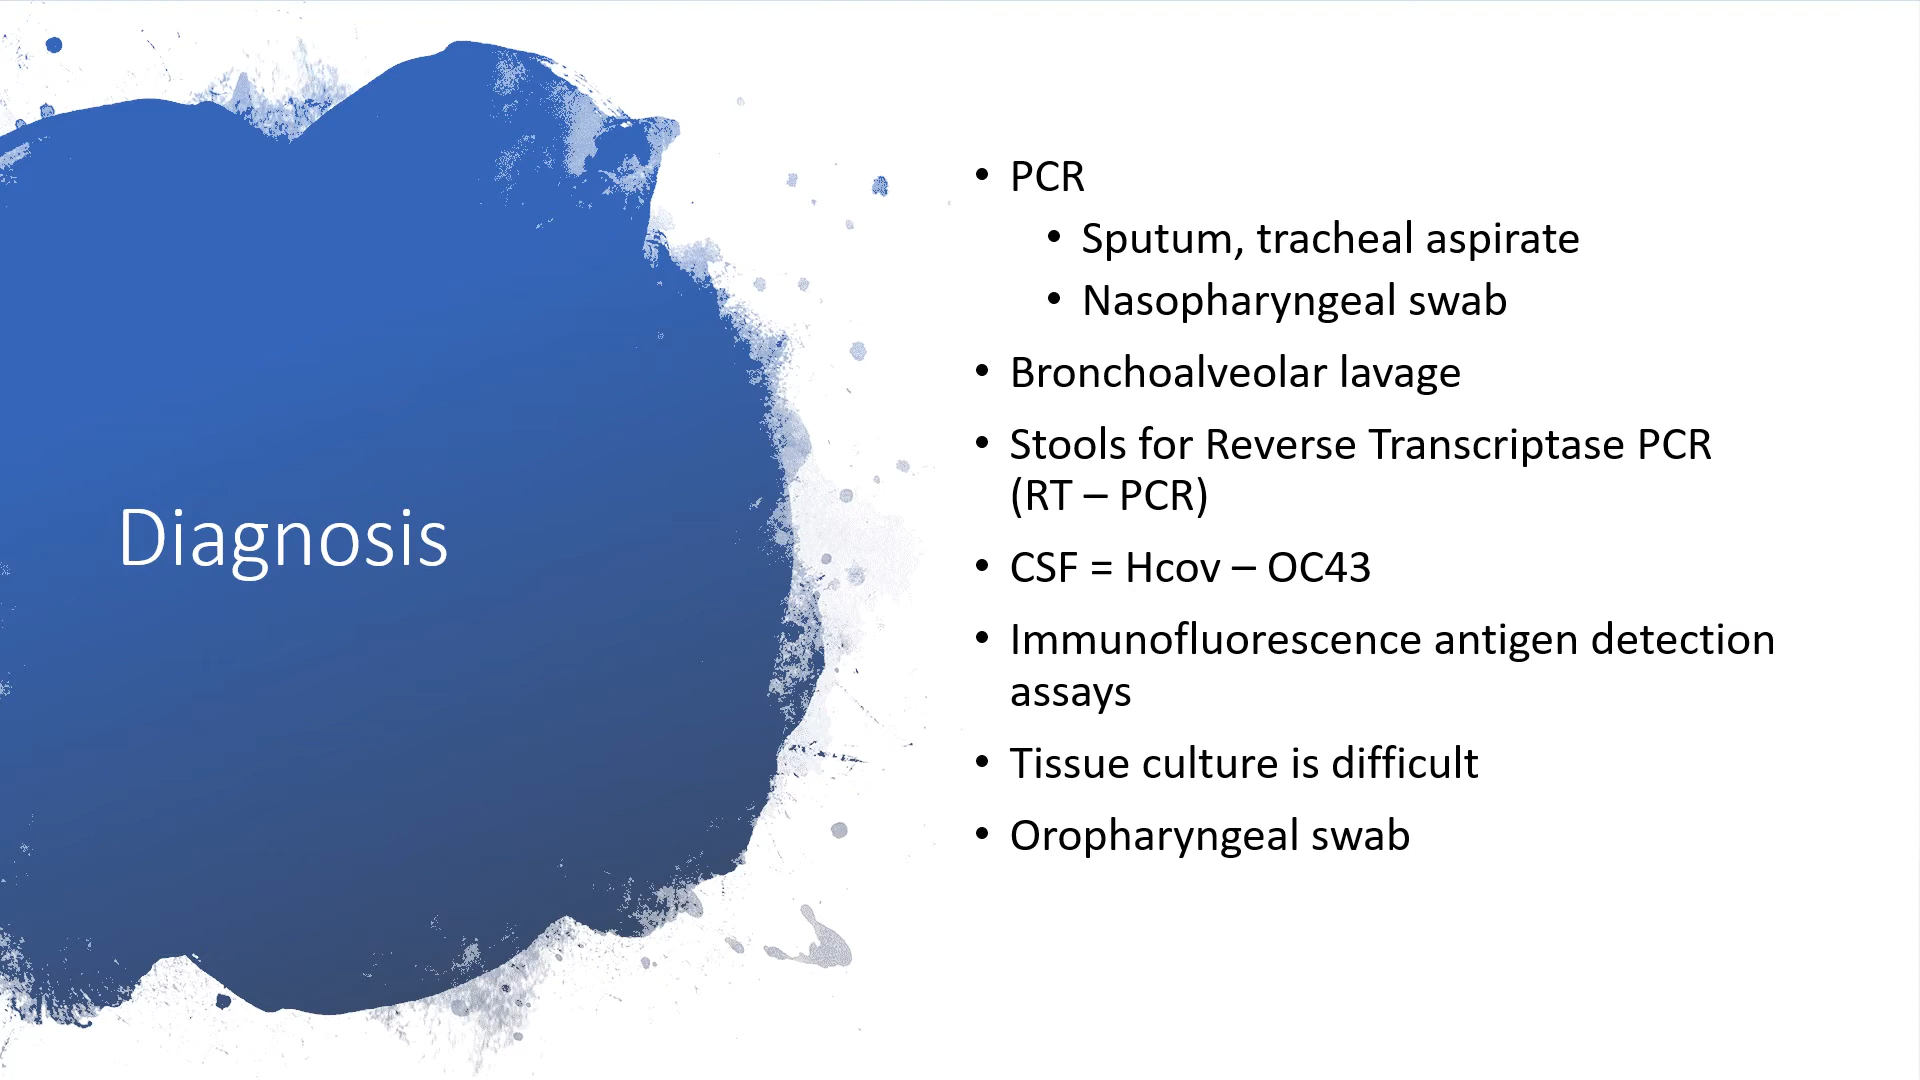 Diagnosis
• PCR
• Sputum, tracheal aspirate
• Nasopharyngeal swab
• Bronchoalveolar lavage
• Stools for Reverse Transcriptase PCR
(RT – PCR)
• CSF = Hcov – OC43
• Immunofluorescence antigen detection
assays
• Tissue culture is difficult
• Oropharyngeal swab